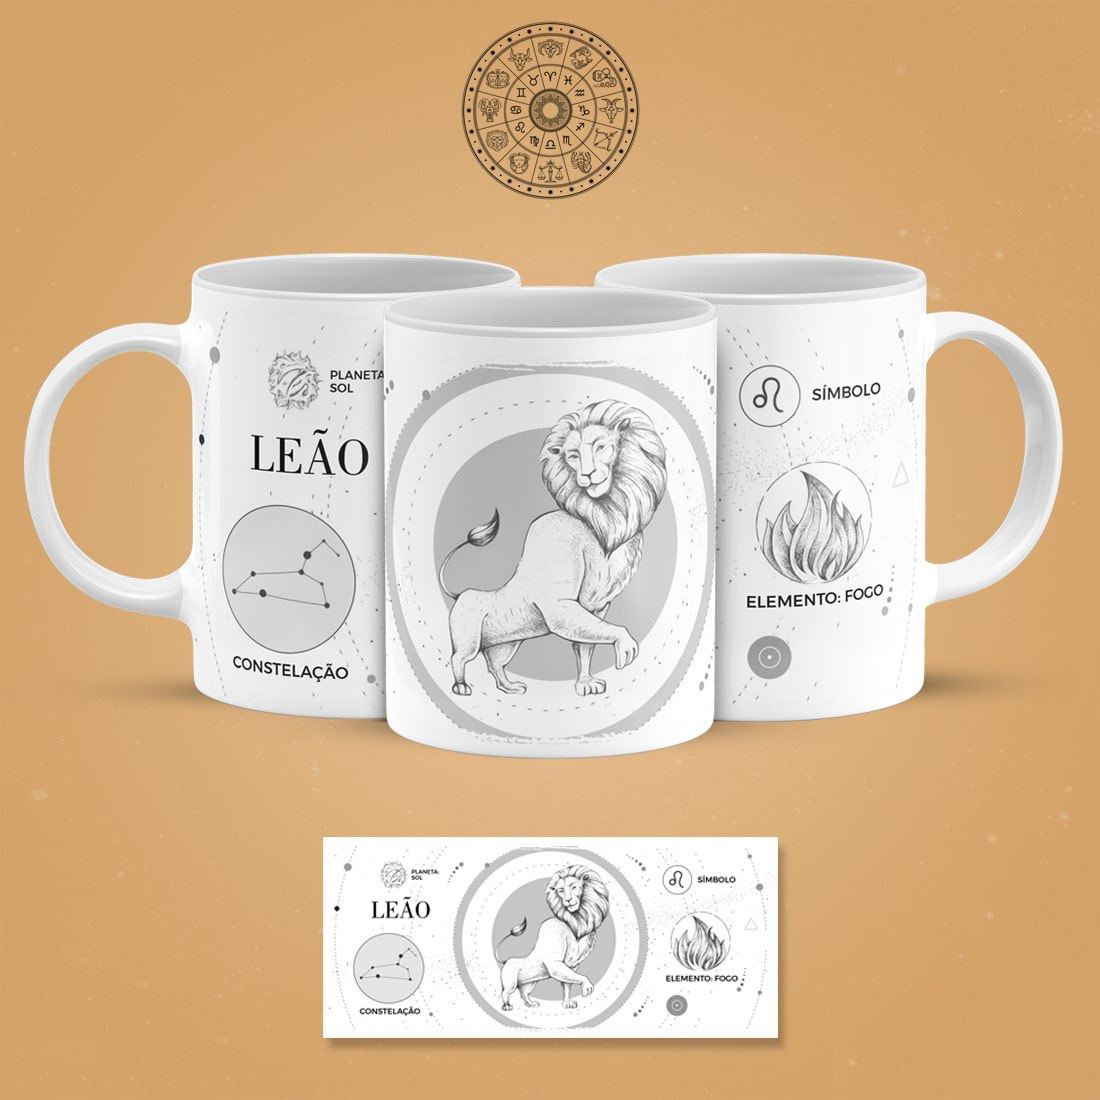 PLANETA:
SOL
LEÃO
CONSTELAÇÃO
SÍMBOLO
ELEMENTO: FOGO
PLANETA:
SOL
LEÃO
CONSTELAÇÃO
SÍMBOLO
ELEMENTO: FOGO